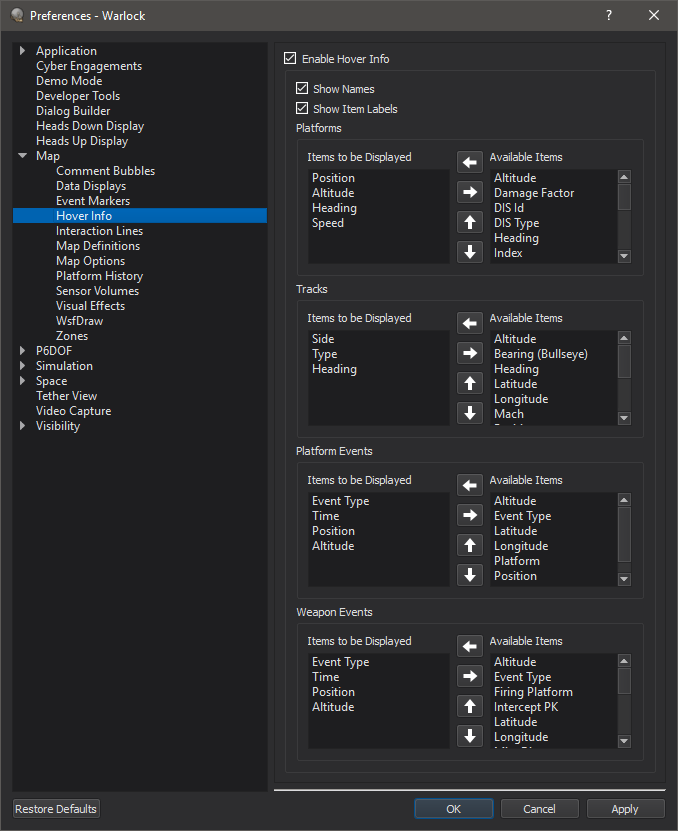 Preferences - Warlock
Application
Cyber Engagements
Demo Mode
Developer Tools
Dialog Builder
Heads Down Display
Heads Up Display
Map
Comment Bubbles
Data Displays
Event Markers
Hover Info
Interaction Lines
Map Definitions
Map Options
Platform History
Sensor Volumes
Visual Effects
WsfDraw
Zones
P6DOF
Simulation
Space
Tether View
Video Capture
Visibility
Enable Hover Info
Show Names
Show Item Labels
Platforms
Items to be Displayed
Position
Altitude
Heading
Speed
Available Items
Altitude
Damage Factor
DIS Id
DIS Type
Heading
Index
Tracks
Items to be Displayed
Side
Type
Heading
Available Items
Altitude
Bearing (Bullseye)
Heading
Latitude
Longitude
Mach
Platform Events
Items to be Displayed
Event Type
Time
Position
Altitude
Available Items
Altitude
Event Type
Latitude
Longitude
Platform
Position
Weapon Events
Items to be Displayed
Event Type
Time
Position
Altitude
Available Items
Altitude
Event Type
Firing Platform
Intercept PK
Latitude
Longitude
Restore Defaults
OK
Cancel
Apply